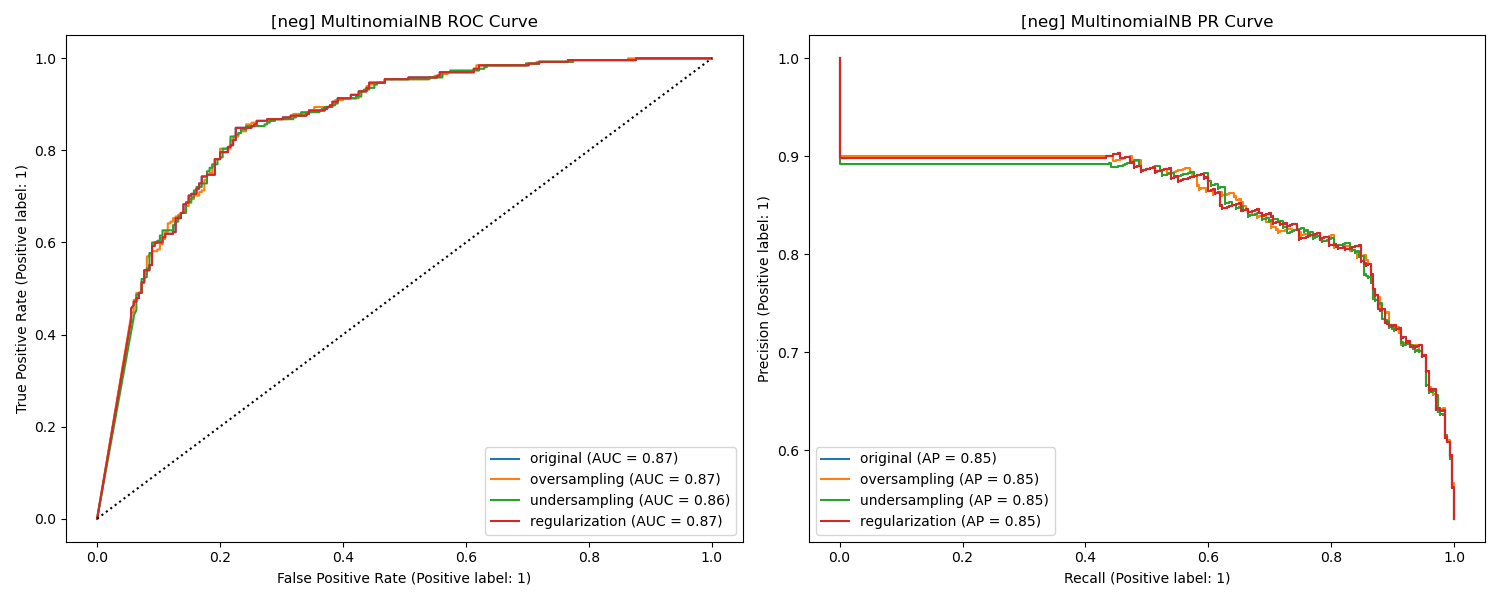 [neg] MultinomialNB ROC Curve
True Positive Rate (Positive label: 1)
1.0
0.8
0.6
0.4
0.2
0.0
original (AUC = 0.87)
oversampling (AUC = 0.87)
undersampling (AUC = 0.86)
regularization (AUC = 0.87)
0.0 0.2 0.4 0.6 0.8 1.0
False Positive Rate (Positive label: 1)
[neg] MultinomialNB PR Curve
Precision (Positive label: 1)
1.0
0.9
0.8
0.7
0.6
original (AP = 0.85)
oversampling (AP = 0.85)
undersampling (AP = 0.85)
regularization (AP = 0.85)
0.0 0.2 0.4 0.6 0.8 1.0
Recall (Positive label: 1)